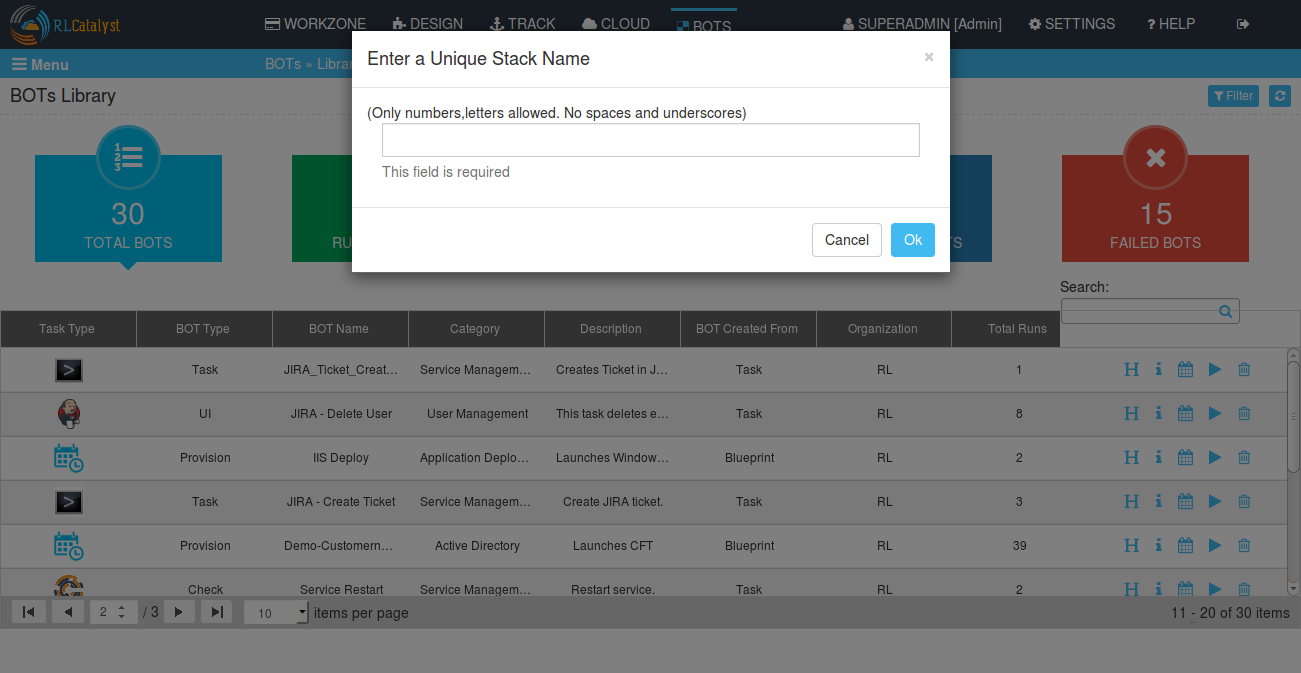 RLCatalyst
WORKZONE DESIGN TRACK CLOUD BOTS SUPERADMIN [Admin] SETTINGS ? HELP
Menu BOTs » Librar
BOTs Library
Filter
Enter a Unique Stack Name ×
(Only numbers,letters allowed. No spaces and underscores)
This field is required
Cancel Ok
1 2 3
30
TOTAL BOTS
RU
TS
15
FAILED BOTS
Search:
Task Type BOT Type BOT Name Category Description BOT Created From Organization Total Runs
Task JIRA_Ticket_Creat... Service Managem... Creates Ticket in J... Task RL 1 H i
UI JIRA - Delete User User Management This task deletes e... Task RL 8 H i
Provision IIS Deploy Application Deplo... Launches Window... Blueprint RL 2 H i
Task JIRA - Create Ticket Service Managem... Create JIRA ticket. Task RL 3 H i
Provision Demo-Customern... Active Directory Launches CFT Blueprint RL 39 H i
Check Service Restart Service Managem... Restart service. Task RL 2 H i
2 / 3 10 items per page 11 - 20 of 30 items